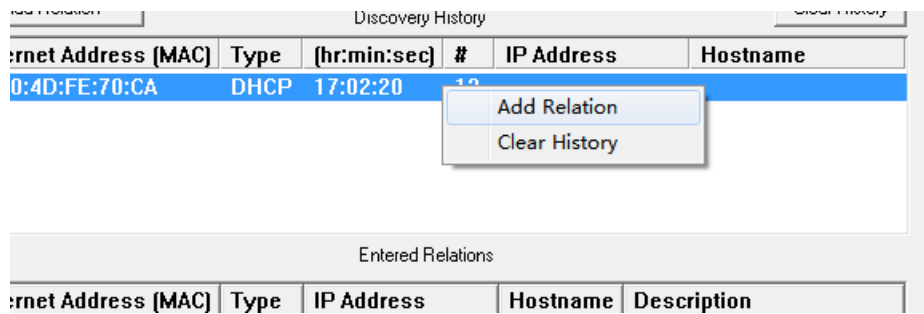 Discovery History
ernet Address (MAC) Type (hr:min:sec) # IP Address Hostname
0:4D:FE:70:CA DHCP 17:02:20
Add Relation
Clear History
Entered Relations
ernet Address (MAC) Type IP Address Hostname Description